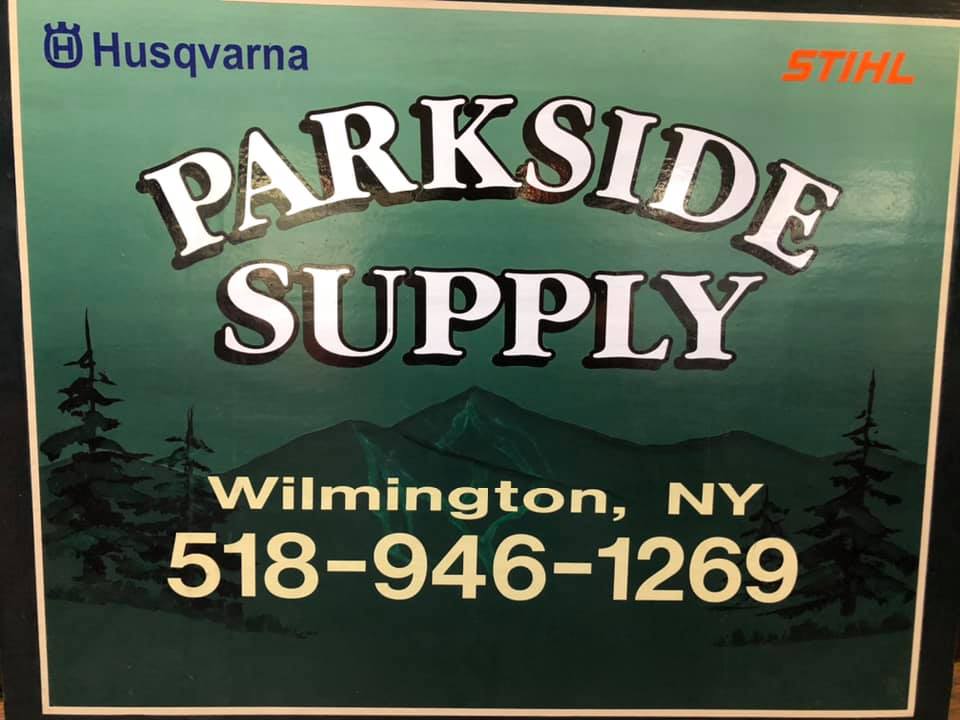 Husqvarna
STIHL
PARKSIDE
SUPPLY
Wilmington, NY
518-946-1269